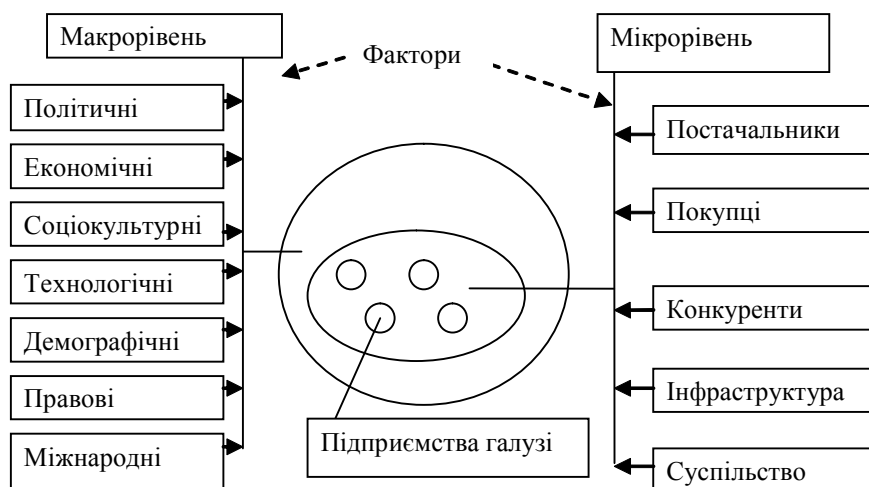 Макрорівень
Фактори
Мікрорівень
Політичні
Економічні
Соціокультурні
Технологічні
Демографічні
Правові
Міжнародні
Підприємства галузі
Постачальники
Покупці
Конкуренти
Інфраструктура
Суспільство